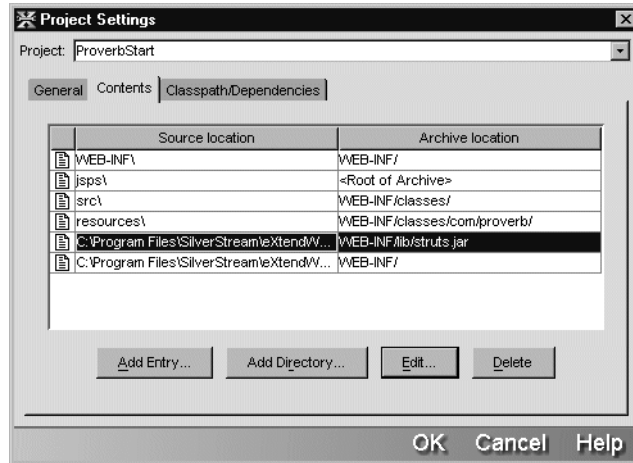 Project Settings
Project: ProverbStart
General Contents Classpath/Dependencies
Source location Archive location
WEB-INF\ WEB-INF/
jsps\ <Root of Archive>
src\ WEB-INF/classes/
resources\ WEB-INF/classes/com/proverb/
C:\Program Files\SilverStream\eXtendW... WEB-INF/lib/struts.jar
C:\Program Files\SilverStream\eXtendW... WEB-INF/
Add Entry... Add Directory... Edit... Delete
OK Cancel Help